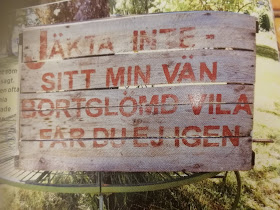 JÄKTA INTE -
SITT MIN VÄN
BORTGLÖMD VILA
FÅR DU EJ IGEN